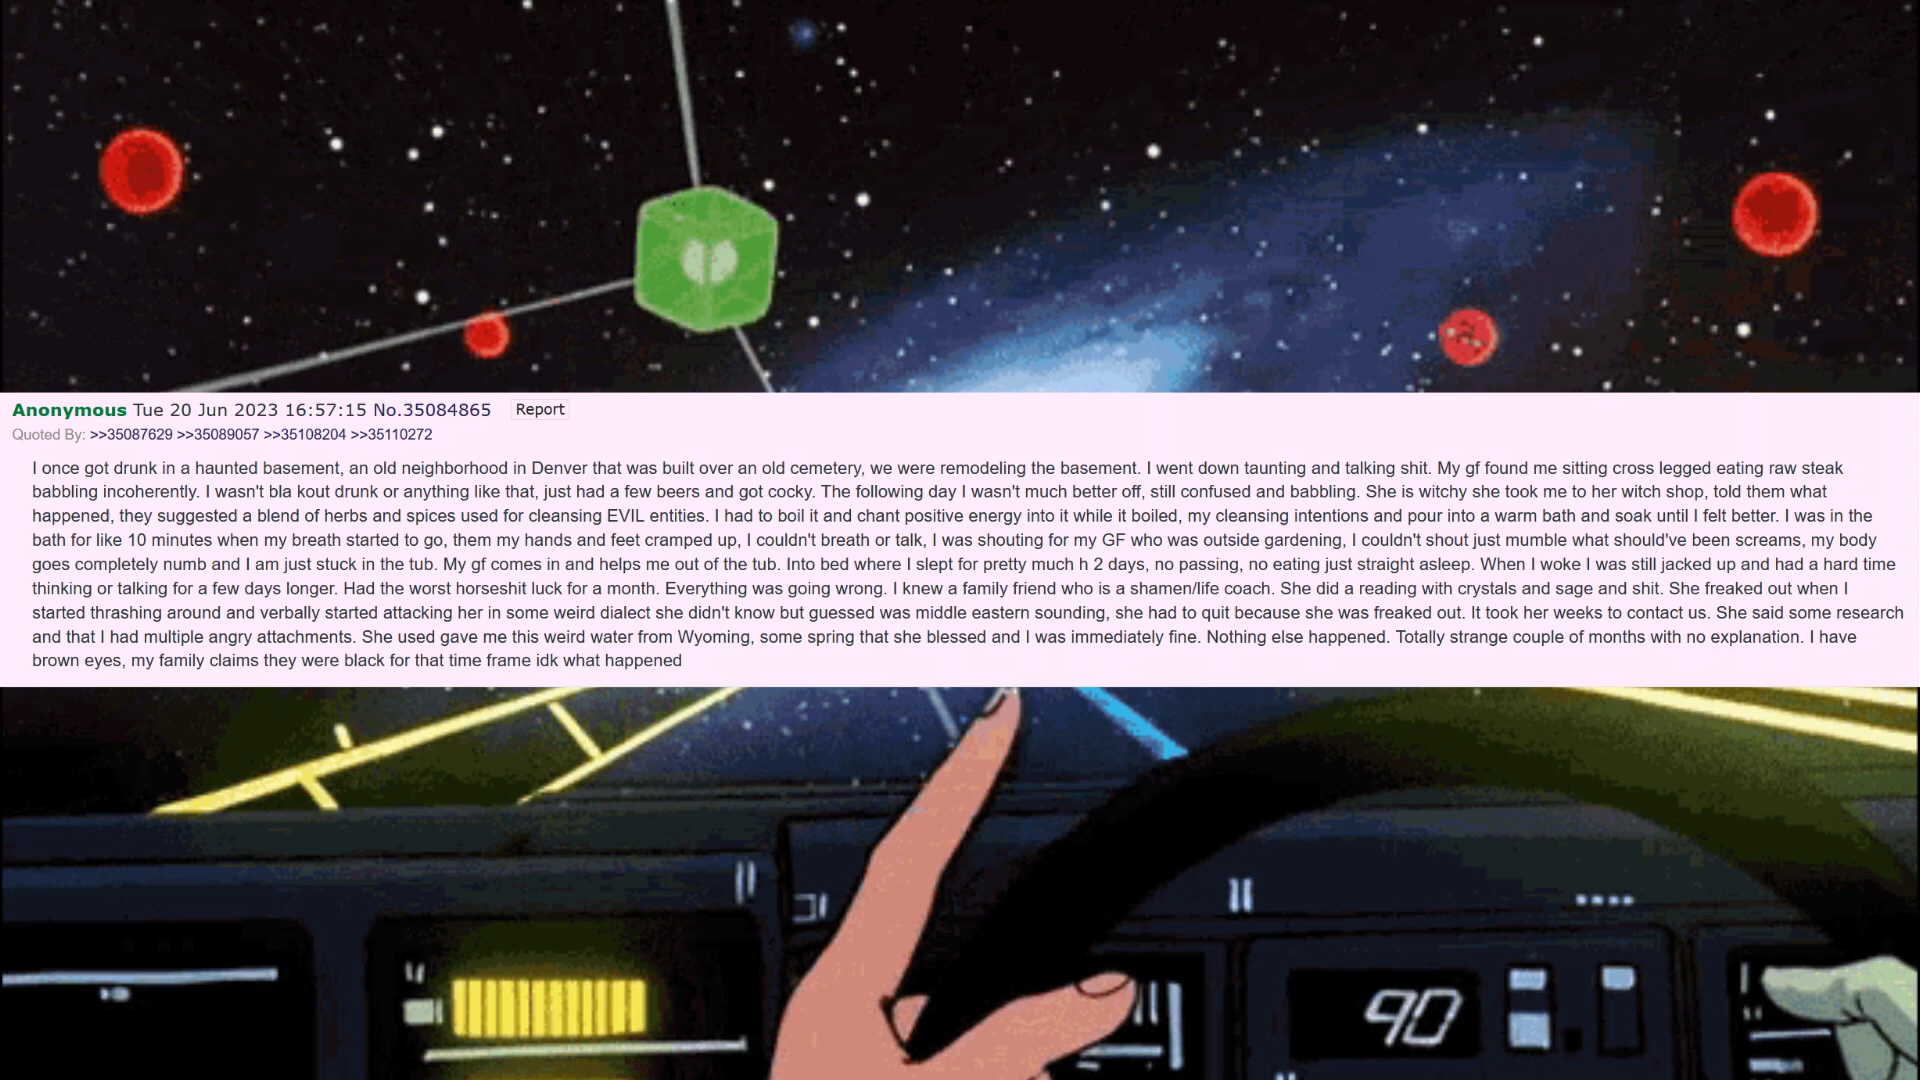 Anonymous Tue 20 Jun 2023 16:57:15 No.35084865 Report
Quoted By: >>35087629 >>35089057 >>35108204 >>35110272
I once got drunk in a haunted basement, an old neighborhood in Denver that was built over an old cemetery, we were remodeling the basement. I went down taunting and talking shit. My gf found me sitting cross legged eating raw steak
babbling incoherently. I wasn't bla kout drunk or anything like that, just had a few beers and got cocky. The following day I wasn't much better off, still confused and babbling. She is witchy she took me to her witch shop, told them what
happened, they suggested a blend of herbs and spices used for cleansing EVIL entities. I had to boil it and chant positive energy into it while it boiled, my cleansing intentions and pour into a warm bath and soak until I felt better. I was in the
bath for like 10 minutes when my breath started to go, them my hands and feet cramped up, I couldn't breath or talk, I was shouting for my GF who was outside gardening, I couldn't shout just mumble what should've been screams, my body
goes completely numb and I am just stuck in the tub. My gf comes in and helps me out of the tub. Into bed where I slept for pretty much h 2 days, no passing, no eating just straight asleep. When I woke I was still jacked up and had a hard time
thinking or talking for a few days longer. Had the worst horseshit luck for a month. Everything was going wrong. I knew a family friend who is a shamen/life coach. She did a reading with crystals and sage and shit. She freaked out when I
started thrashing around and verbally started attacking her in some weird dialect she didn't know but guessed was middle eastern sounding, she had to quit because she was freaked out. It took her weeks to contact us. She said some research
and that I had multiple angry attachments. She used gave me this weird water from Wyoming, some spring that she blessed and I was immediately fine. Nothing else happened. Totally strange couple of months with no explanation. I have
brown eyes, my family claims they were black for that time frame idk what happened
90